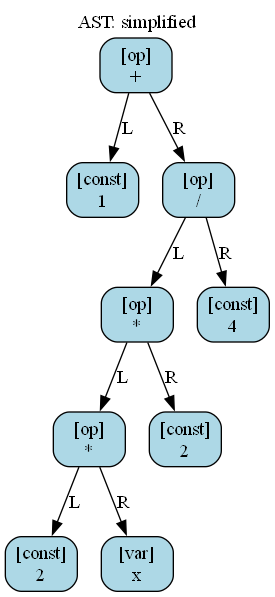 AST: simplified
[op]
+
L
R
[const]
1
[op]
/
L
R
[op]
*
[const]
4
L
R
[op]
*
[const]
2
L
R
[const]
2
[var]
x